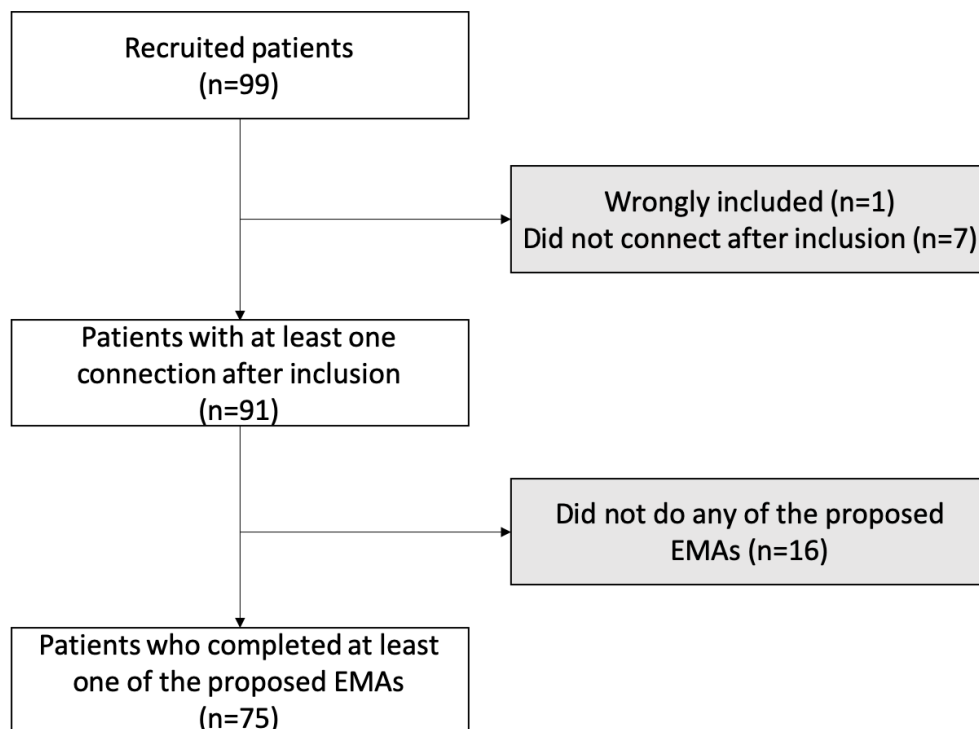 Recruited patients
(n=99)
Wrongly included (n=1)
Did not connect after inclusion (n=7)
Patients with at least one
connection after inclusion
(n=91)
Did not do any of the proposed
EMAs (n=16)
Patients who completed at least
one of the proposed EMAs
(n=75)